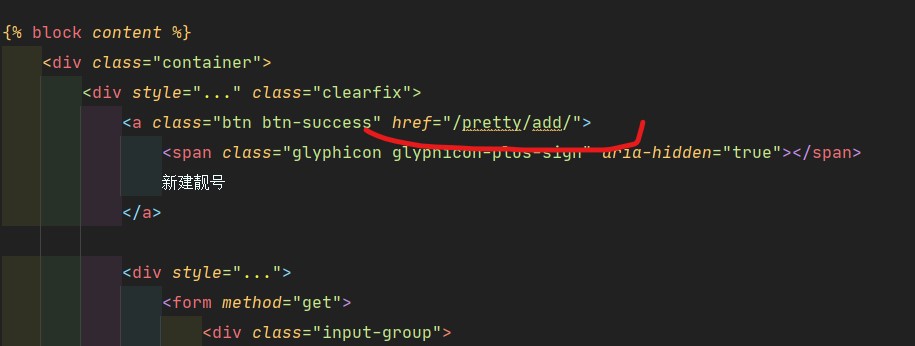 {% block content %}
<div class="container">
<div style="..." class="clearfix">
<a class="btn btn-success" href="/pretty/add/">
<span class="glyphicon glyphicon-plus-sign" aria-hidden="true"></span>
新建靓号
</a>
<div style="...">
<form method="get">
<div class="input-group">